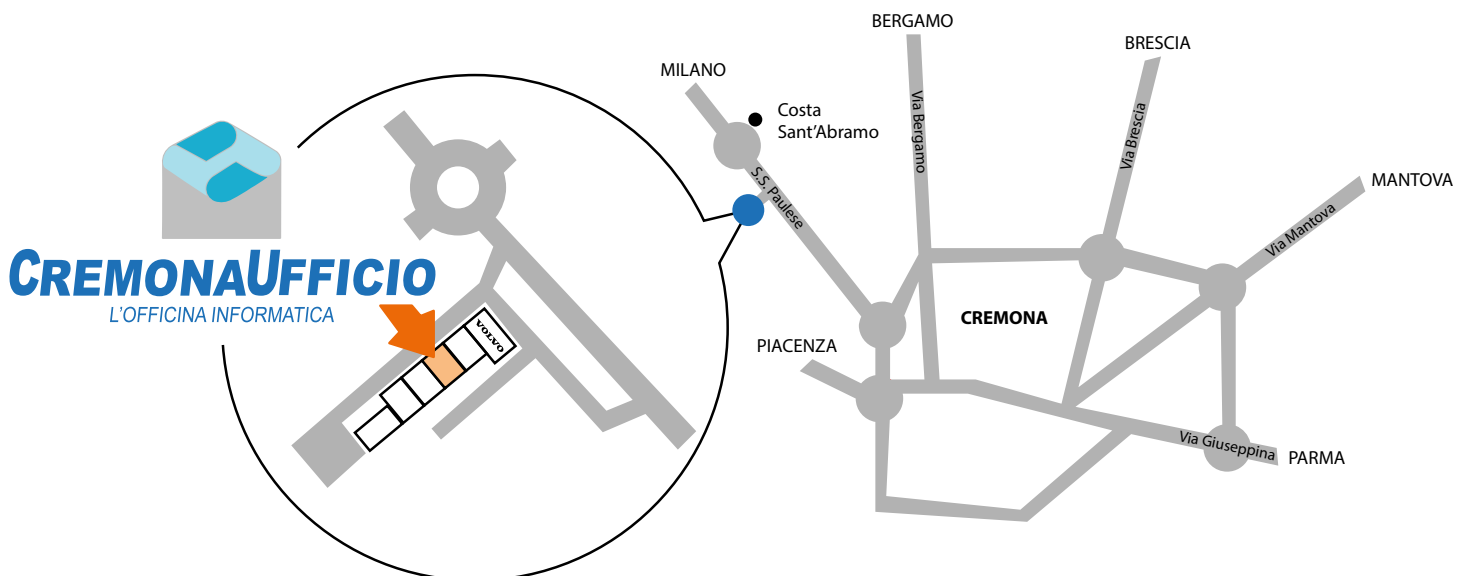 BERGAMO
BRESCIA
MILANO
Costa
Sant'Abramo
Via Bergamo
Via Brescia
MANTOVA
S.S. Paulese
Via Mantova
CREMONAUFFICIO
L'OFFICINA INFORMATICA
VOLVO
CREMONA
PIACENZA
Via Giuseppina
PARMA